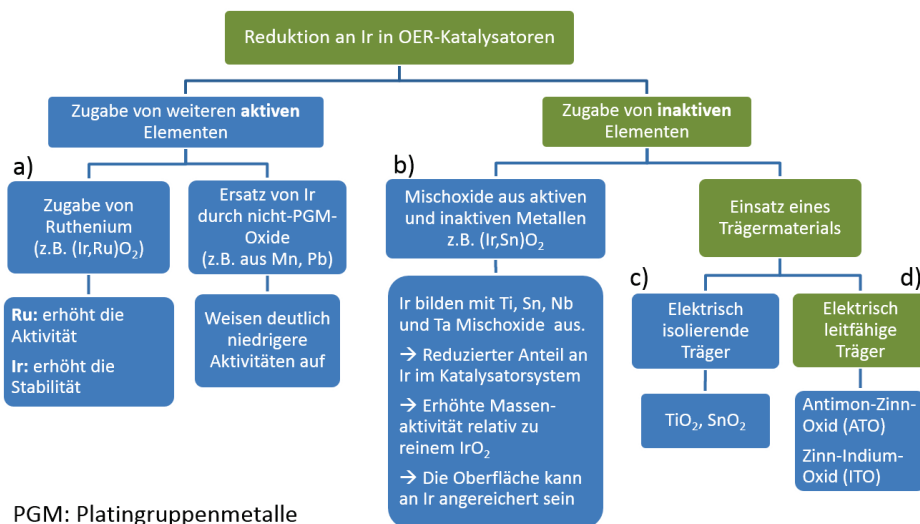 Reduktion an Ir in OER-Katalysatoren
Zugabe von weiteren aktiven
Elementen
Zugabe von inaktiven
Elementen
a)
Zugabe von
Ruthenium
(z.B. (Ir,Ru)O₂)
Ersatz von Ir
durch nicht-PGM-
Oxide
(z.B. aus Mn, Pb)
b)
Mischoxide aus aktiven
und inaktiven Metallen
z.B. (Ir,Sn)O₂
Einsatz eines
Trägermaterials
Ru: erhöht die
Aktivität
Ir: erhöht die
Stabilität
Weisen deutlich
niedrigere
Aktivitäten auf
Ir bilden mit Ti, Sn, Nb
und Ta Mischoxide aus.
→ Reduzierter Anteil an
Ir im Katalysatorsystem
→ Erhöhte Massen-
aktivität relativ zu
reinem IrO₂
→ Die Oberfläche kann
an Ir angereichert sein
c)
Elektrisch
isolierende
Träger
d)
Elektrisch
leitfähige
Träger
TiO₂, SnO₂
Antimon-Zinn-
Oxid (ATO)
Zinn-Indium-
Oxid (ITO)
PGM: Platingruppenmetalle